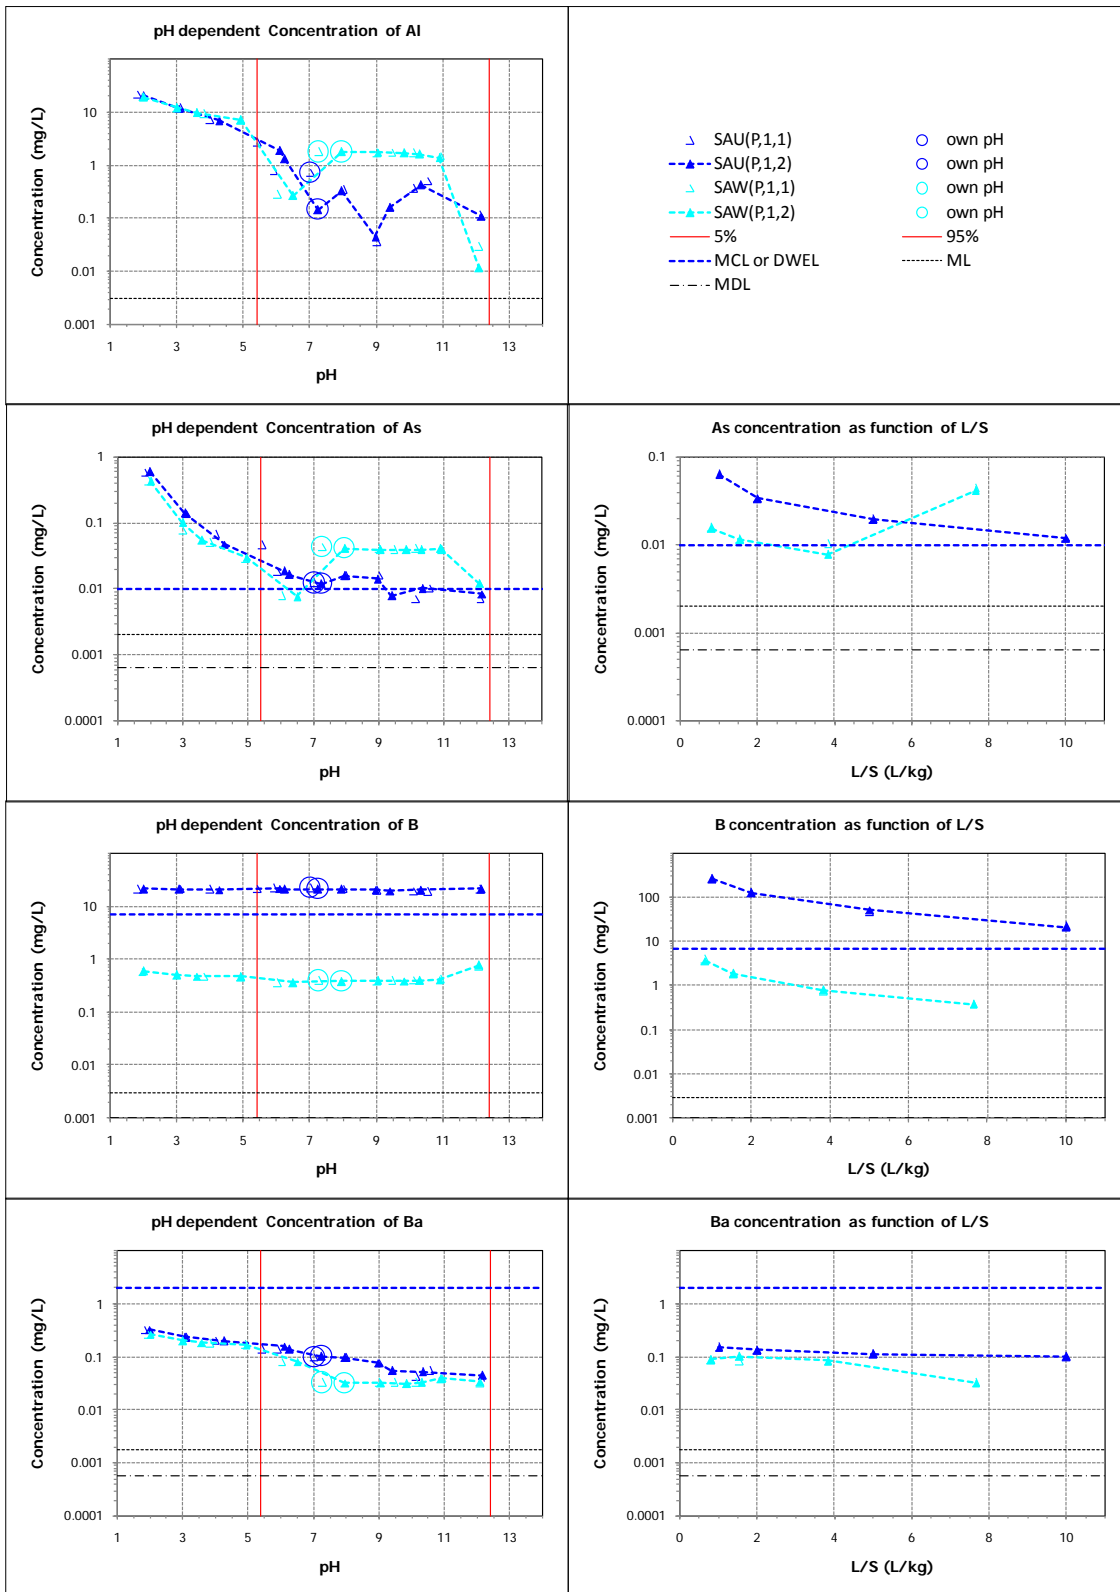 pH dependent Concentration of Al
Concentration (mg/L)
10
1
0.1
0.01
0.001
1 3 5 7 9 11 13
pH
SAU(P,1,1) own pH
SAU(P,1,2) own pH
SAW(P,1,1) own pH
SAW(P,1,2) own pH
5% 95%
MCL or DWEL ML
MDL
pH dependent Concentration of As
Concentration (mg/L)
1
0.1
0.01
0.001
0.0001
1 3 5 7 9 11 13
pH
As concentration as function of L/S
Concentration (mg/L)
0.1
0.01
0.001
0.0001
0 2 4 6 8 10
L/S (L/kg)
pH dependent Concentration of B
Concentration (mg/L)
10
1
0.1
0.01
0.001
1 3 5 7 9 11 13
pH
B concentration as function of L/S
Concentration (mg/L)
100
10
1
0.1
0.01
0.001
0 2 4 6 8 10
L/S (L/kg)
pH dependent Concentration of Ba
Concentration (mg/L)
1
0.1
0.01
0.001
0.0001
1 3 5 7 9 11 13
pH
Ba concentration as function of L/S
Concentration (mg/L)
1
0.1
0.01
0.001
0.0001
0 2 4 6 8 10
L/S (L/kg)